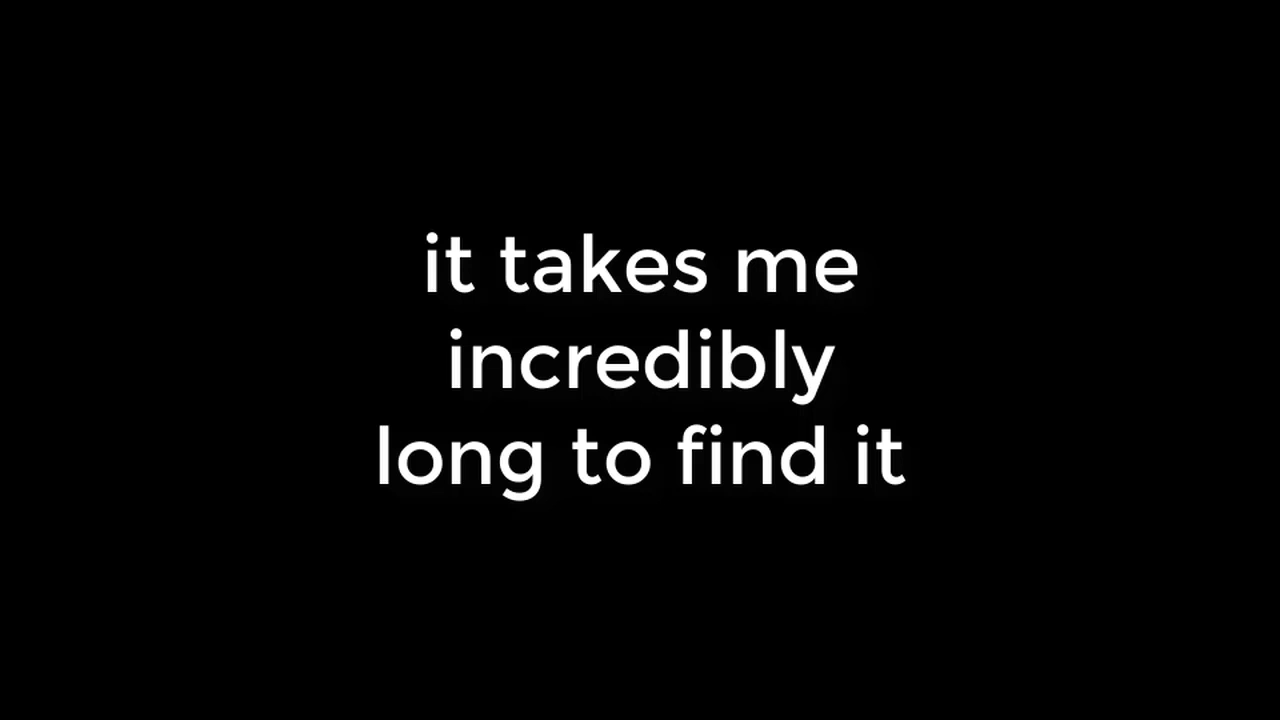 it takes me
incredibly
long to find it